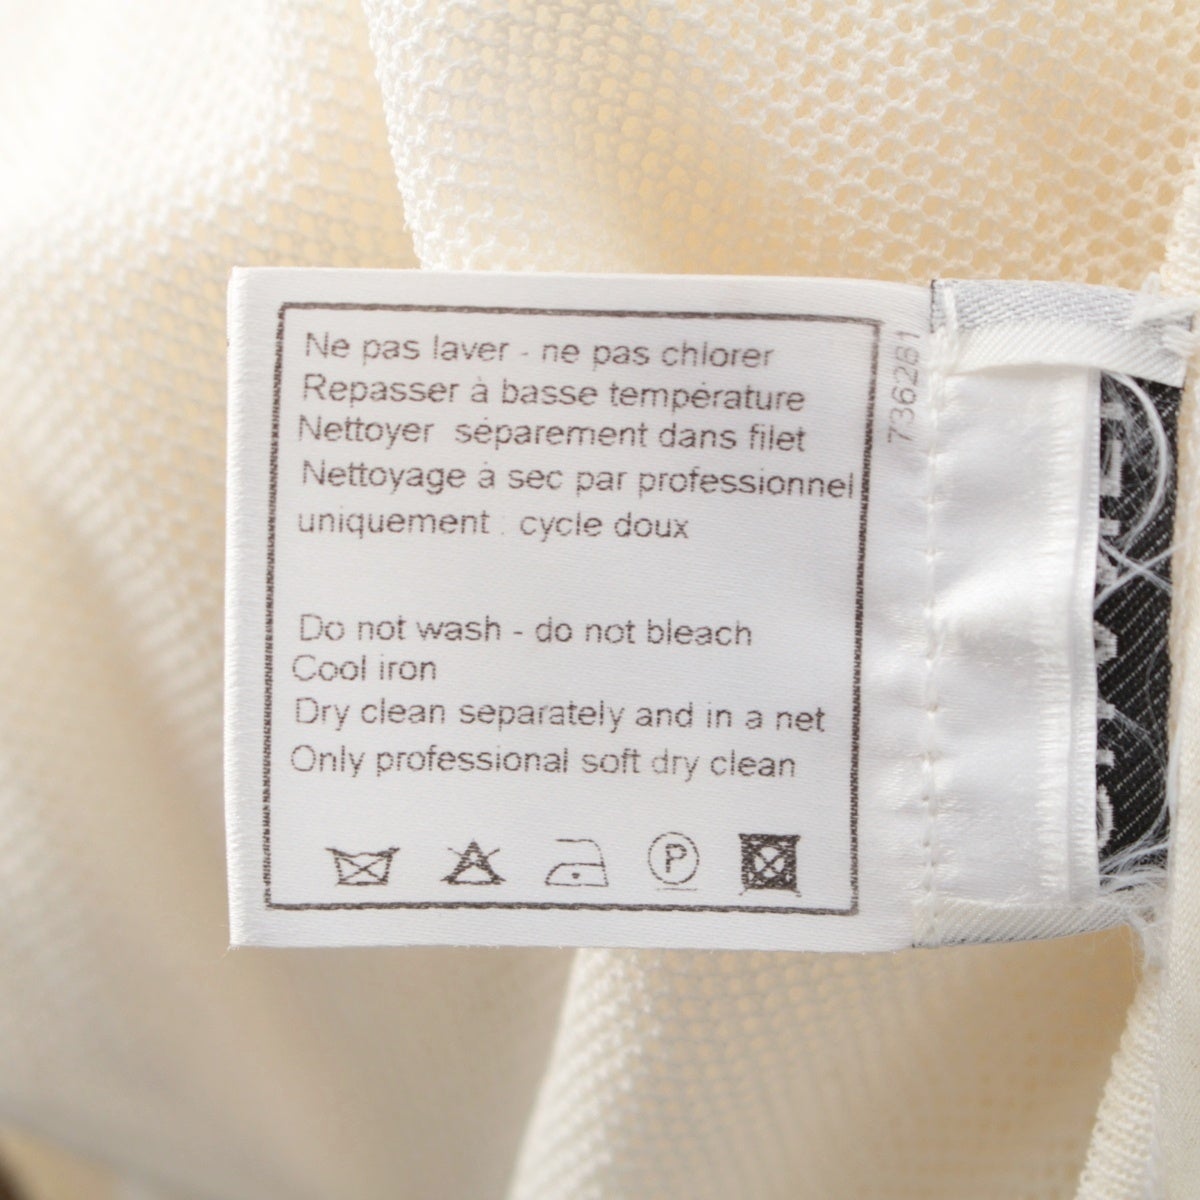 Ne pas laver - ne pas chlorer
Repasser à basse température
Nettoyer séparement dans filet
Nettoyage à sec par professionnel
uniquement : cycle doux
Do not wash - do not bleach
Cool iron
Dry clean separately and in a net
Only professional soft dry clean
P
736281